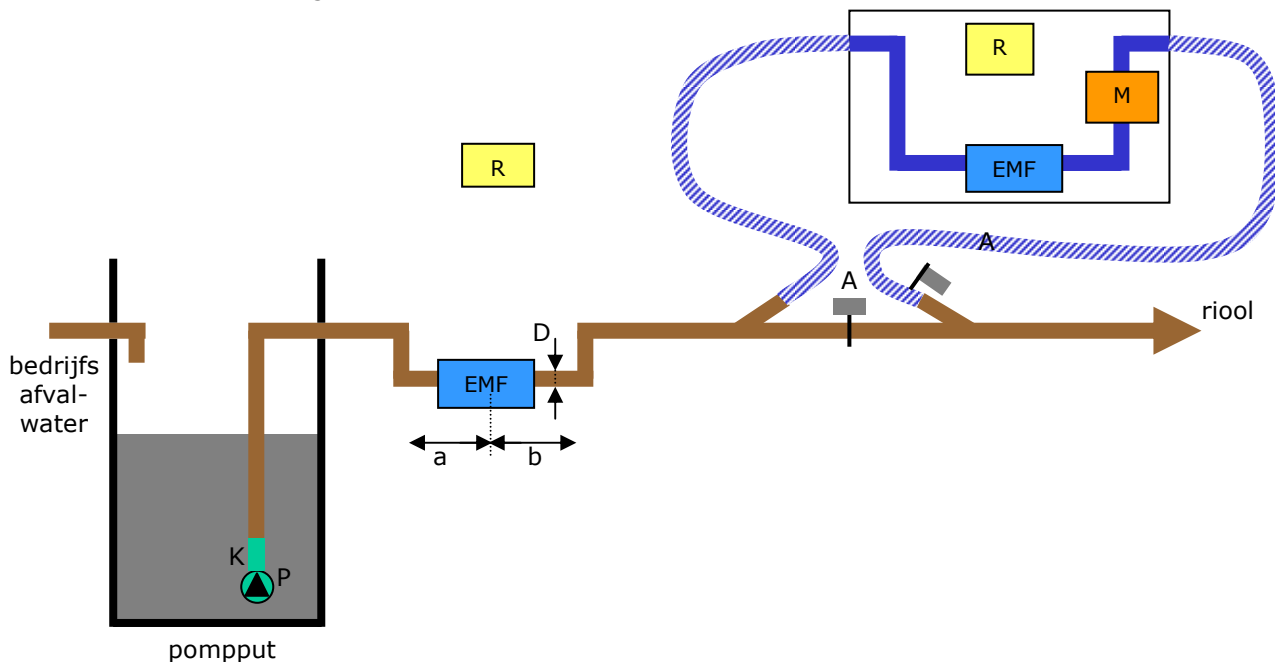 R
M
EMF
R
A
A
D
riool
bedrijfs
afval-
water
EMF
a
b
K
P
pompput